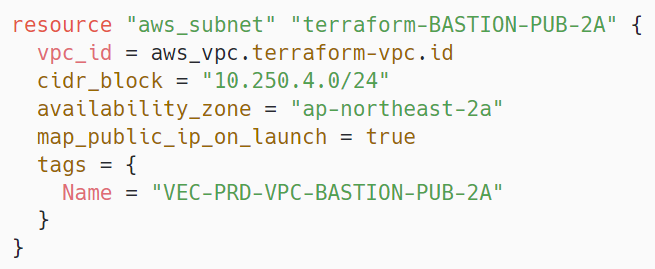 resource "aws_subnet" "terraform-BASTION-PUB-2A" {
  vpc_id = aws_vpc.terraform-vpc.id
  cidr_block = "10.250.4.0/24"
  availability_zone = "ap-northeast-2a"
  map_public_ip_on_launch = true
  tags = {
    Name = "VEC-PRD-VPC-BASTION-PUB-2A"
  }
}